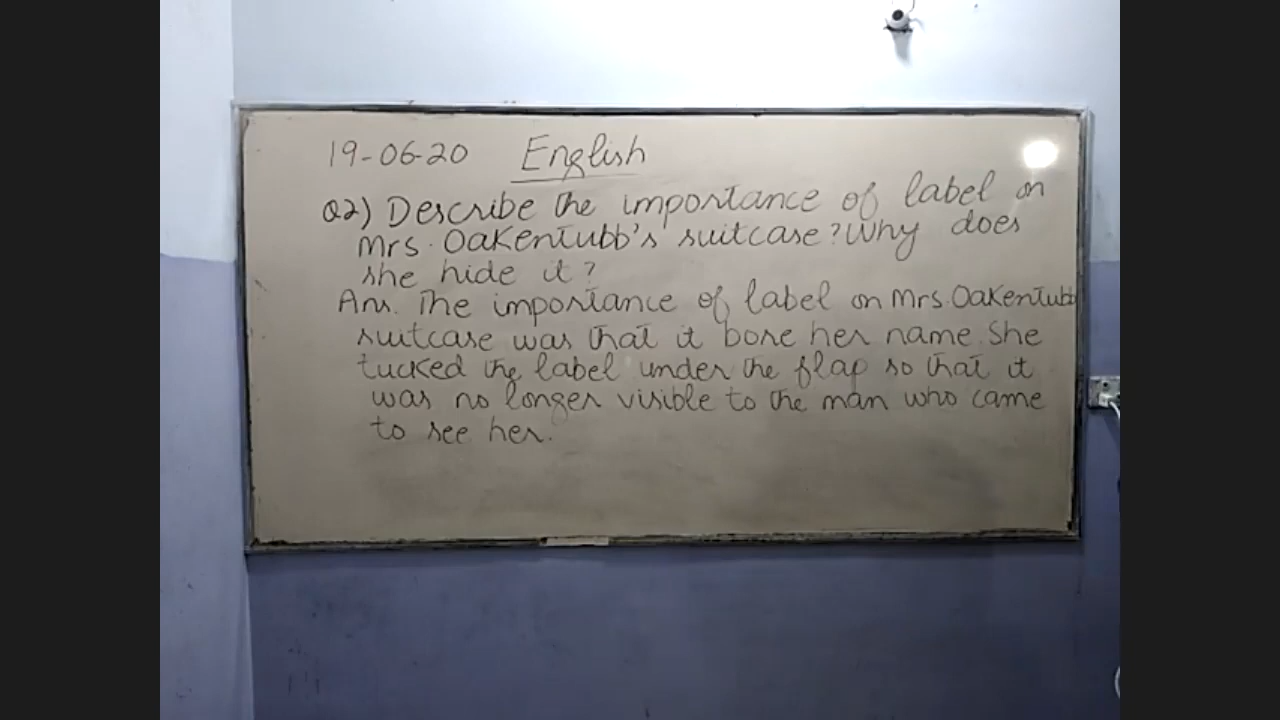 19-06-20 English
Q2) Describe the importance of label on
Mrs. Oakentubb's suitcase? Why does
she hide it?
Ans. The importance of label on Mrs. Oakentubb
suitcase was that it bore her name. She
tucked the label under the flap so that it
was no longer visible to the man who came
to see her.